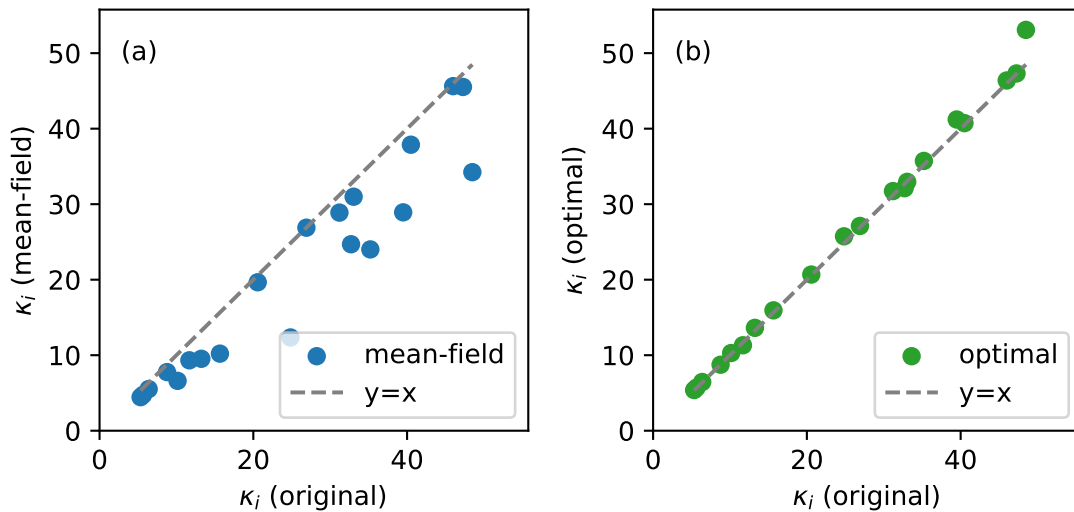 (a)
50
40
30
20
10
0
κi (mean-field)
mean-field
y=x
0
20
40
κi (original)
(b)
50
40
30
20
10
0
κi (optimal)
optimal
y=x
0
20
40
κi (original)